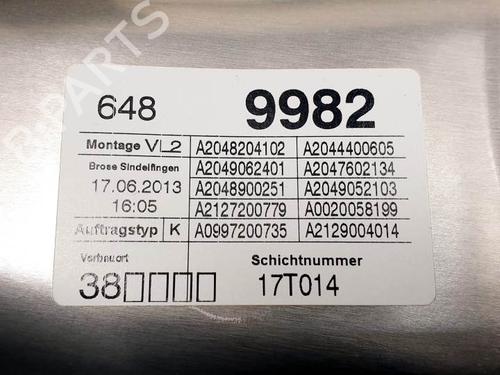 648 9982
Montage VL2 A2048204102 A2044400605
Brose Sindelfingen A2049062401 A2047602134
17.06.2013 A2048900251 A2049052103
16:05 A2127200779 A0020058199
Auftragstyp K A0997200735 A2129004014
Verbauort Schichtnummer
38□□□□ 17T014